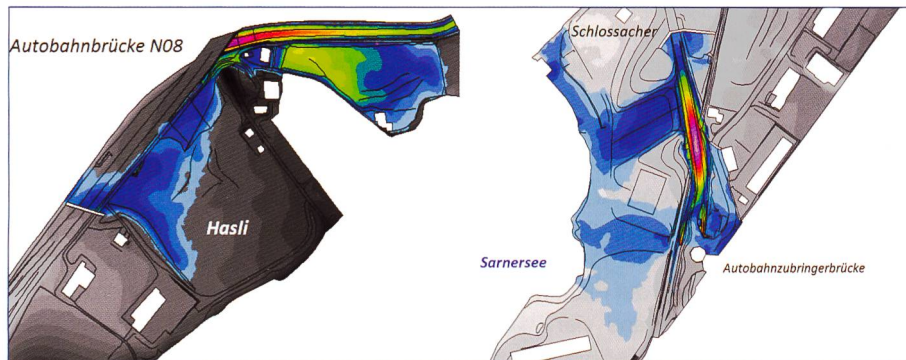 Autobahnbrücke N08
Hasli
Schlossacher
Sarnersee
Autobahnzubringerbrücke